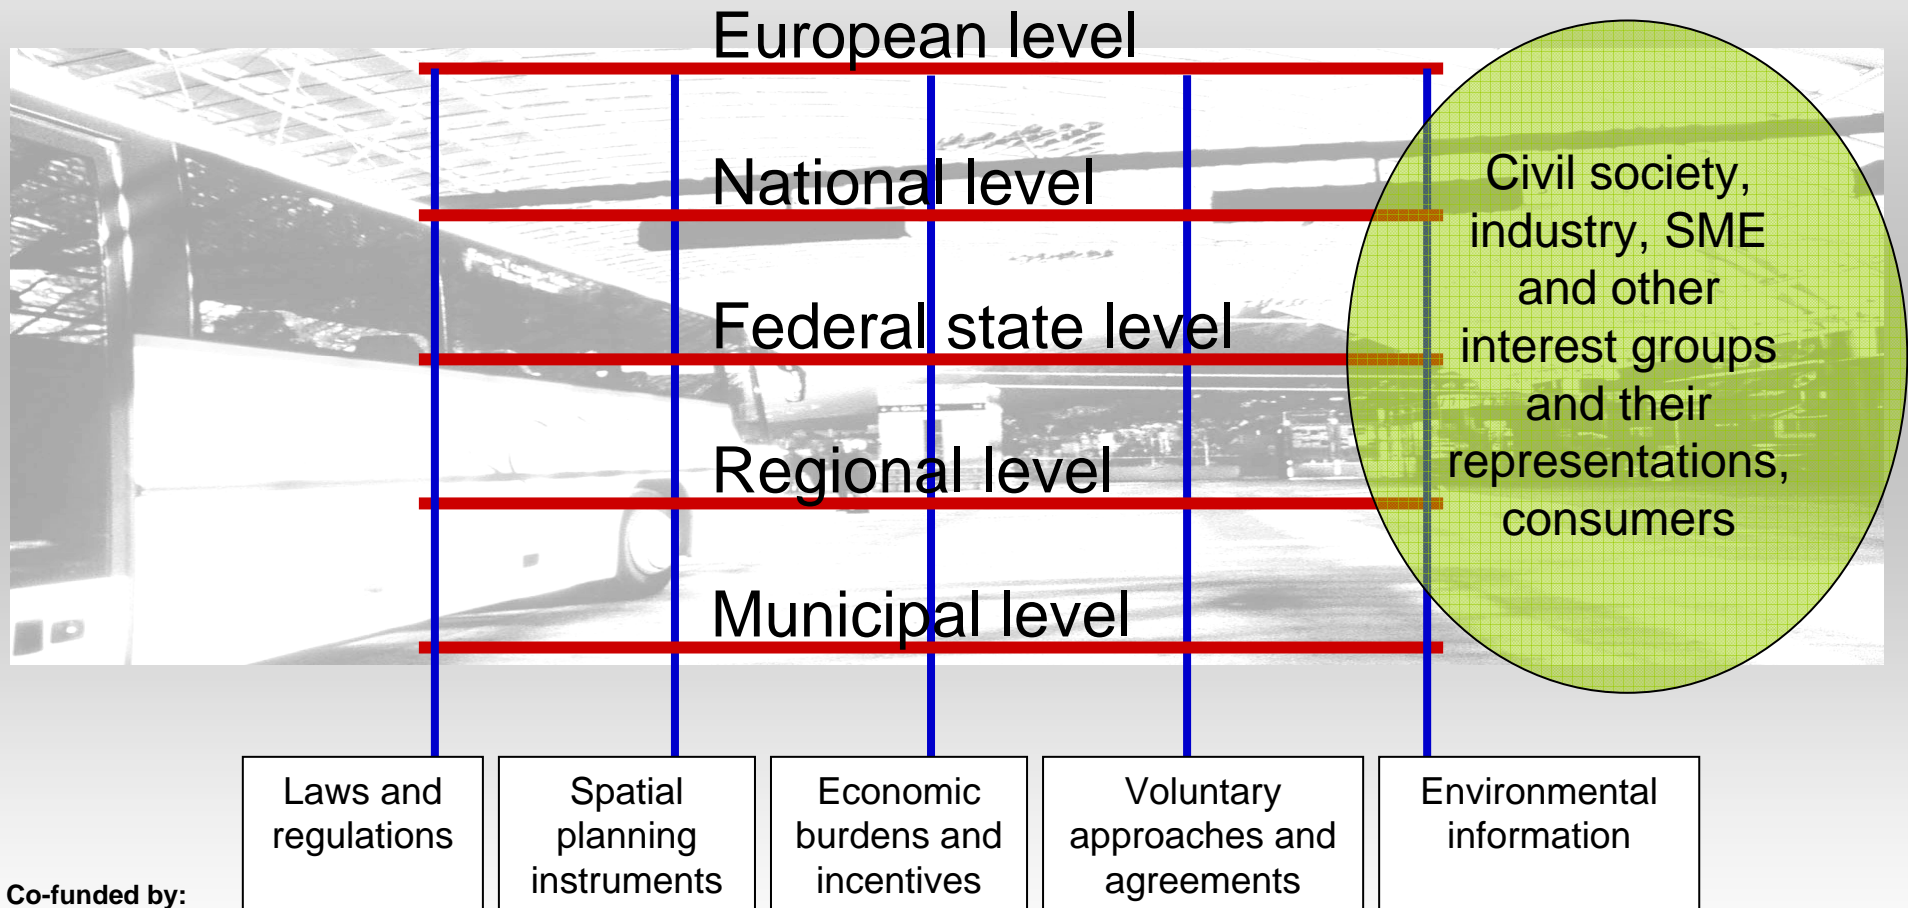 European level
National level
Federal state level
Regional level
Municipal level
Civil society,
industry, SME
and other
interest groups
and their
representations,
consumers
Laws and
regulations
Spatial
planning
instruments
Economic
burdens and
incentives
Voluntary
approaches and
agreements
Environmental
information
Co-funded by: